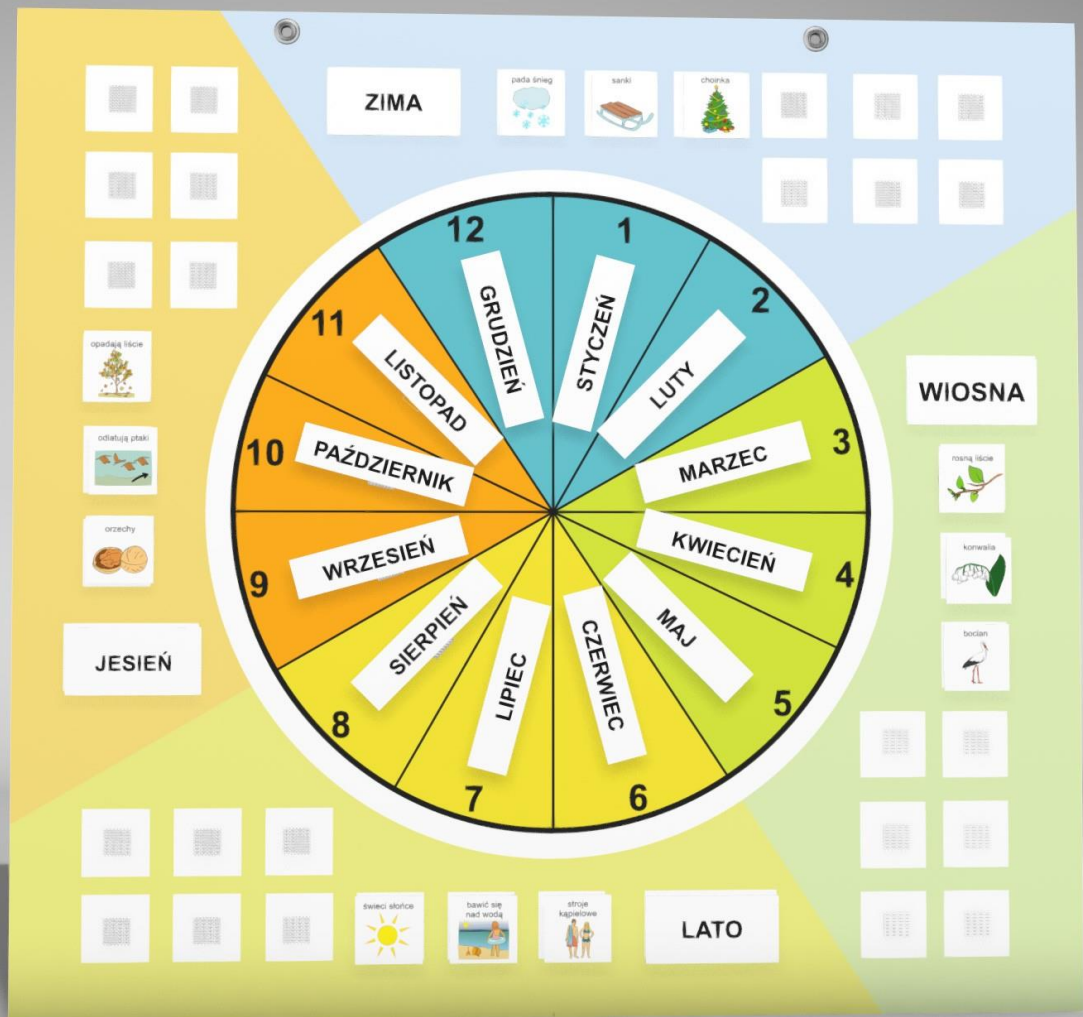 ZIMA
pada śnieg
sanki
choinka
12
1
2
11
GRUDZIEŃ
STYCZEŃ
LUTY
LISTOPAD
opadają liście
WIOSNA
10
PAŹDZIERNIK
MARZEC
3
odlatują ptaki
rosną liście
orzechy
9
WRZESIEŃ
KWIECIEŃ
4
konwalia
JESIEŃ
SIERPIEŃ
LIPIEC
CZERWIEC
MAJ
bocian
8
7
6
5
świeci słońce
bawić się
nad wodą
stroje
kąpielowe
LATO